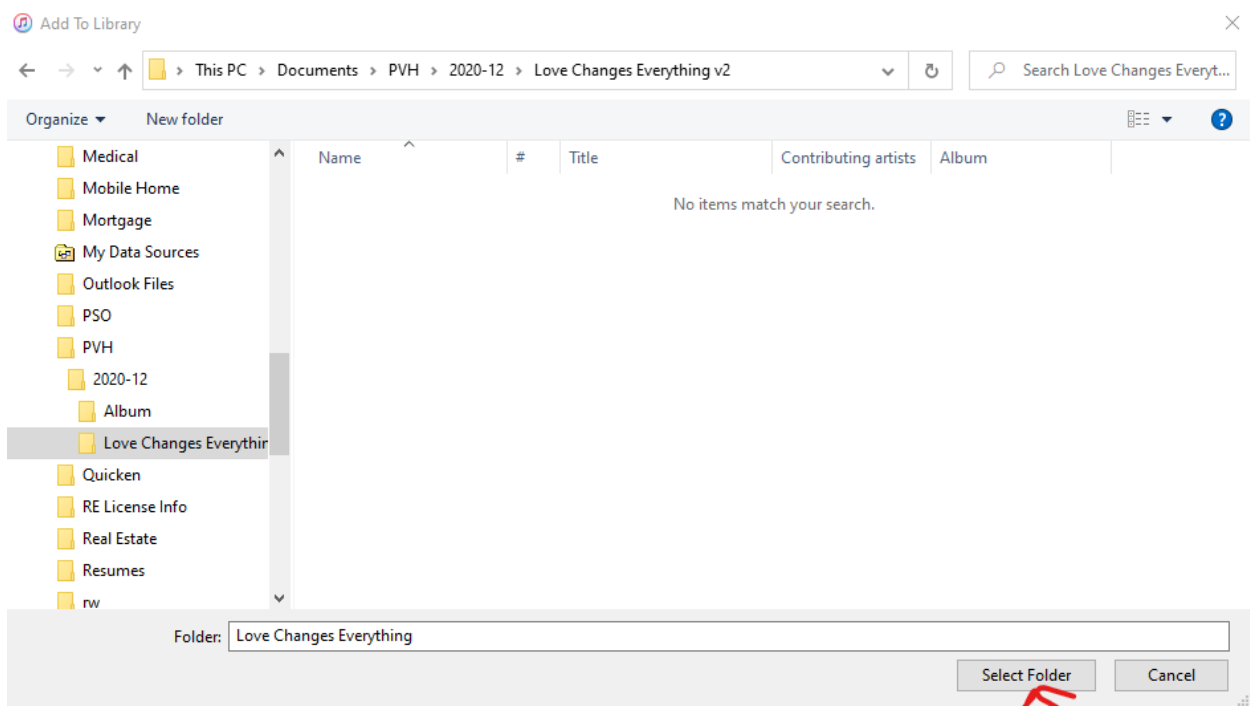 Add To Library
This PC > Documents > PVH > 2020-12 > Love Changes Everything v2
Search Love Changes Everyt...
Organize
New folder
?
Medical
Mobile Home
Mortgage
My Data Sources
Outlook Files
PSO
PVH
2020-12
Album
Love Changes Everythin
Quicken
RE License Info
Real Estate
Resumes
rw
Name # Title Contributing artists Album
No items match your search.
Folder: Love Changes Everything
Select Folder Cancel